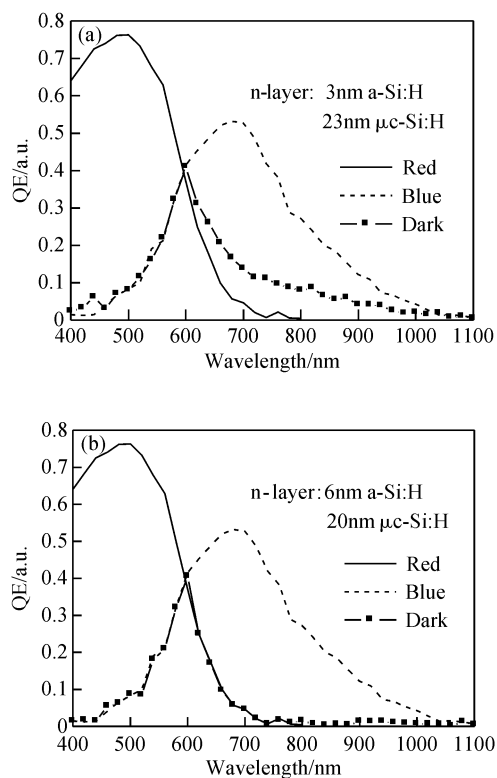 0.8
(a)
0.7
n-layer: 3nm a-Si:H
0.6
23nm μc-Si:H
0.5
QE/a.u.
0.4
Red
0.3
Blue
0.2
Dark
0.1
0
400 500 600 700 800 900 1000 1100
Wavelength/nm
0.8
(b)
0.7
n-layer:6nm a-Si:H
0.6
20nm μc-Si:H
0.5
QE/a.u.
0.4
Red
0.3
Blue
0.2
Dark
0.1
0
400 500 600 700 800 900 1000 1100
Wavelength/nm